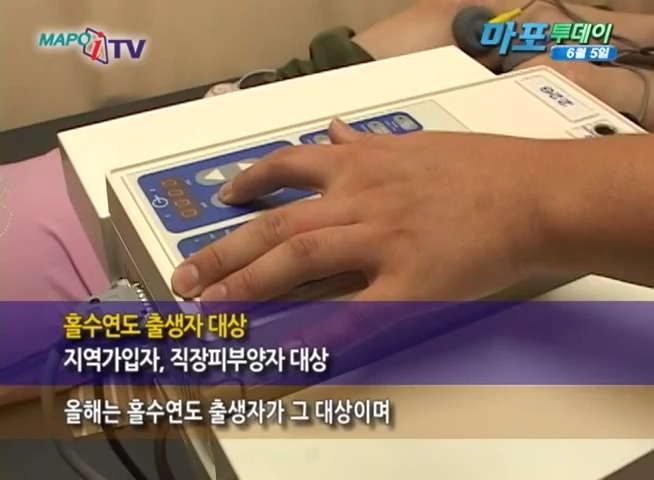 MAPO i TV
마포 투데이
6월 5일
226
홀수연도 출생자 대상
지역가입자, 직장피부양자 대상
올해는 홀수연도 출생자가 그 대상이며